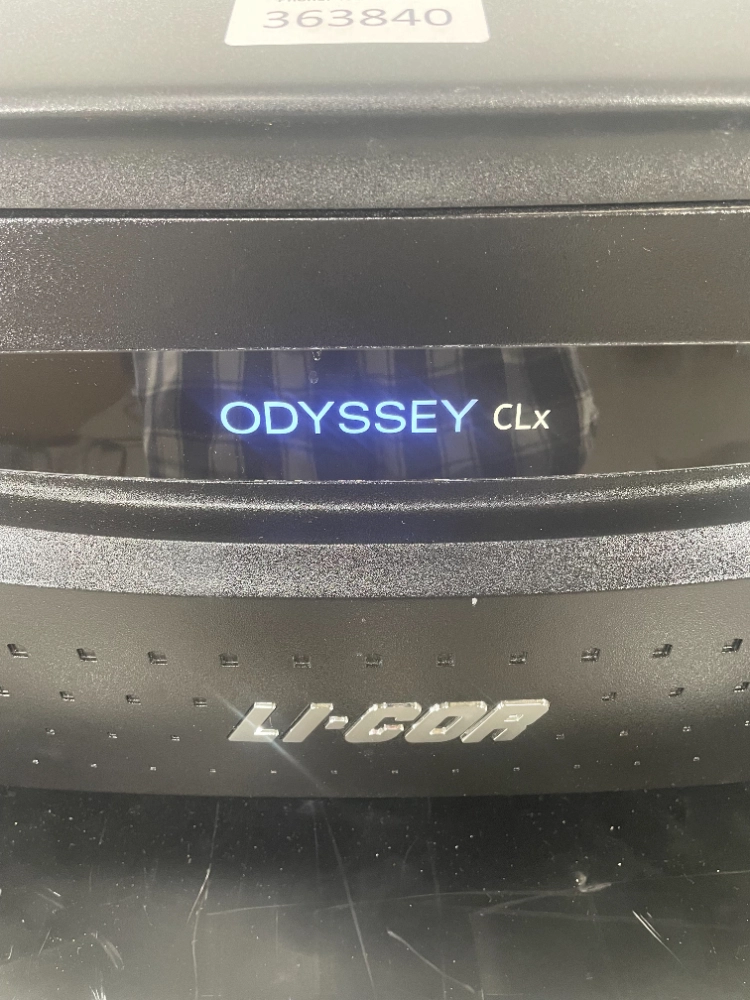 363840
ODYSSEY CLx
LI-COR